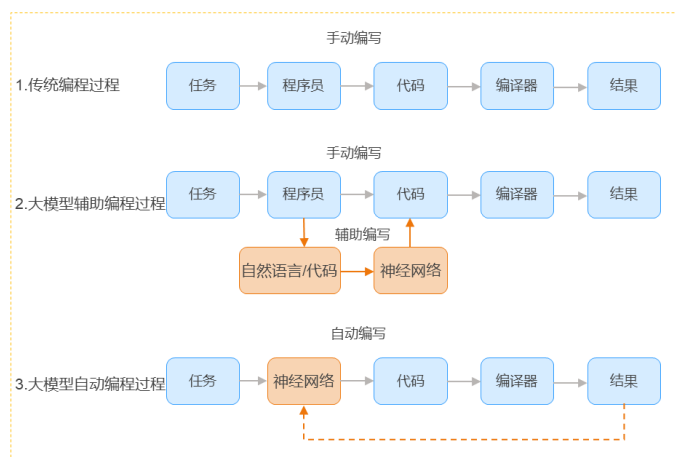 手动编写
1.传统编程过程
任务 程序员 代码 编译器 结果
手动编写
2.大模型辅助编程过程
任务 程序员 代码 编译器 结果
辅助编写
自然语言/代码 神经网络
自动编写
3.大模型自动编程过程
任务 神经网络 代码 编译器 结果